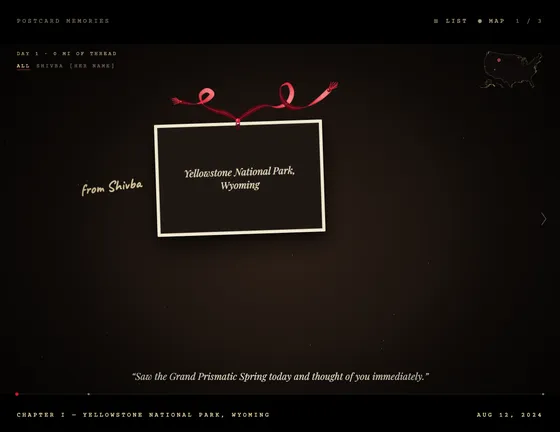 POSTCARD MEMORIES
LIST MAP 1 / 3
DAY 1 · 0 MI OF THREAD
ALL SHIVBA [HER NAME]
from Shivba
Yellowstone National Park,
Wyoming
“Saw the Grand Prismatic Spring today and thought of you immediately.”
CHAPTER I — YELLOWSTONE NATIONAL PARK, WYOMING
AUG 12, 2024